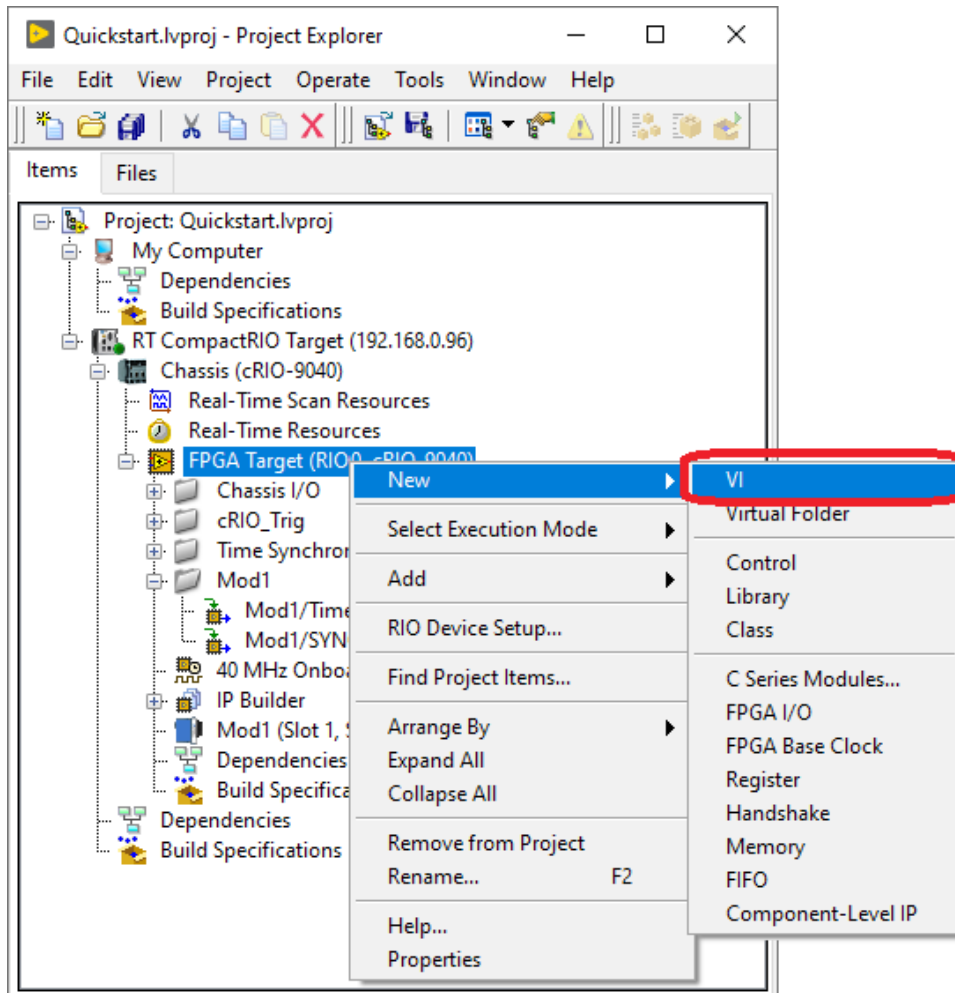 Quickstart.lvproj - Project Explorer
File Edit View Project Operate Tools Window Help
Items Files
Project: Quickstart.lvproj
My Computer
Dependencies
Build Specifications
RT CompactRIO Target (192.168.0.96)
Chassis (cRIO-9040)
Real-Time Scan Resources
Real-Time Resources
FPGA Target (RIO0, cRIO-9040)
Chassis I/O
cRIO_Trig
Time Synchron
Mod1
Mod1/Time
Mod1/SYN
40 MHz Onboa
IP Builder
Mod1 (Slot 1, S
Dependencies
Build Specifica
Dependencies
Build Specifications
New
Select Execution Mode
Add
RIO Device Setup...
Find Project Items...
Arrange By
Expand All
Collapse All
Remove from Project
Rename... F2
Help...
Properties
VI
Virtual Folder
Control
Library
Class
C Series Modules...
FPGA I/O
FPGA Base Clock
Register
Handshake
Memory
FIFO
Component-Level IP